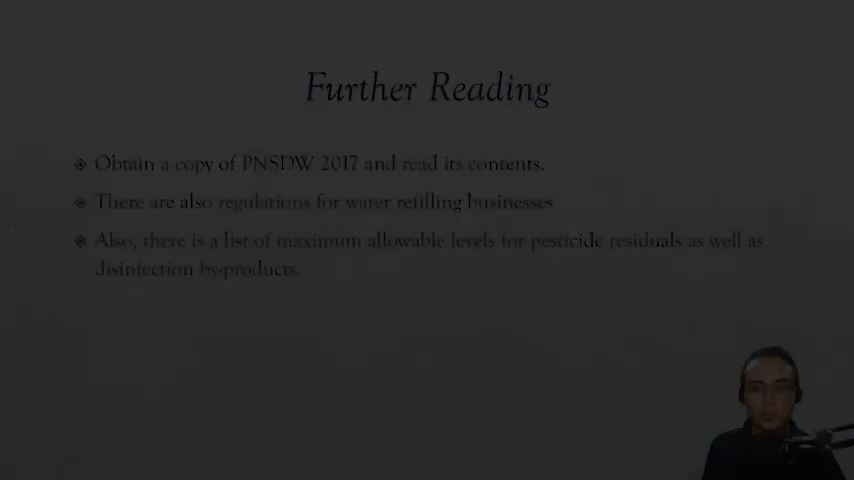 Further Reading
Obtain a copy of PNSDW 2017 and read its contents.
There are also regulations for water refilling businesses
Also, there is a list of maximum allowable levels for pesticide residuals as well as
disinfection by-products.